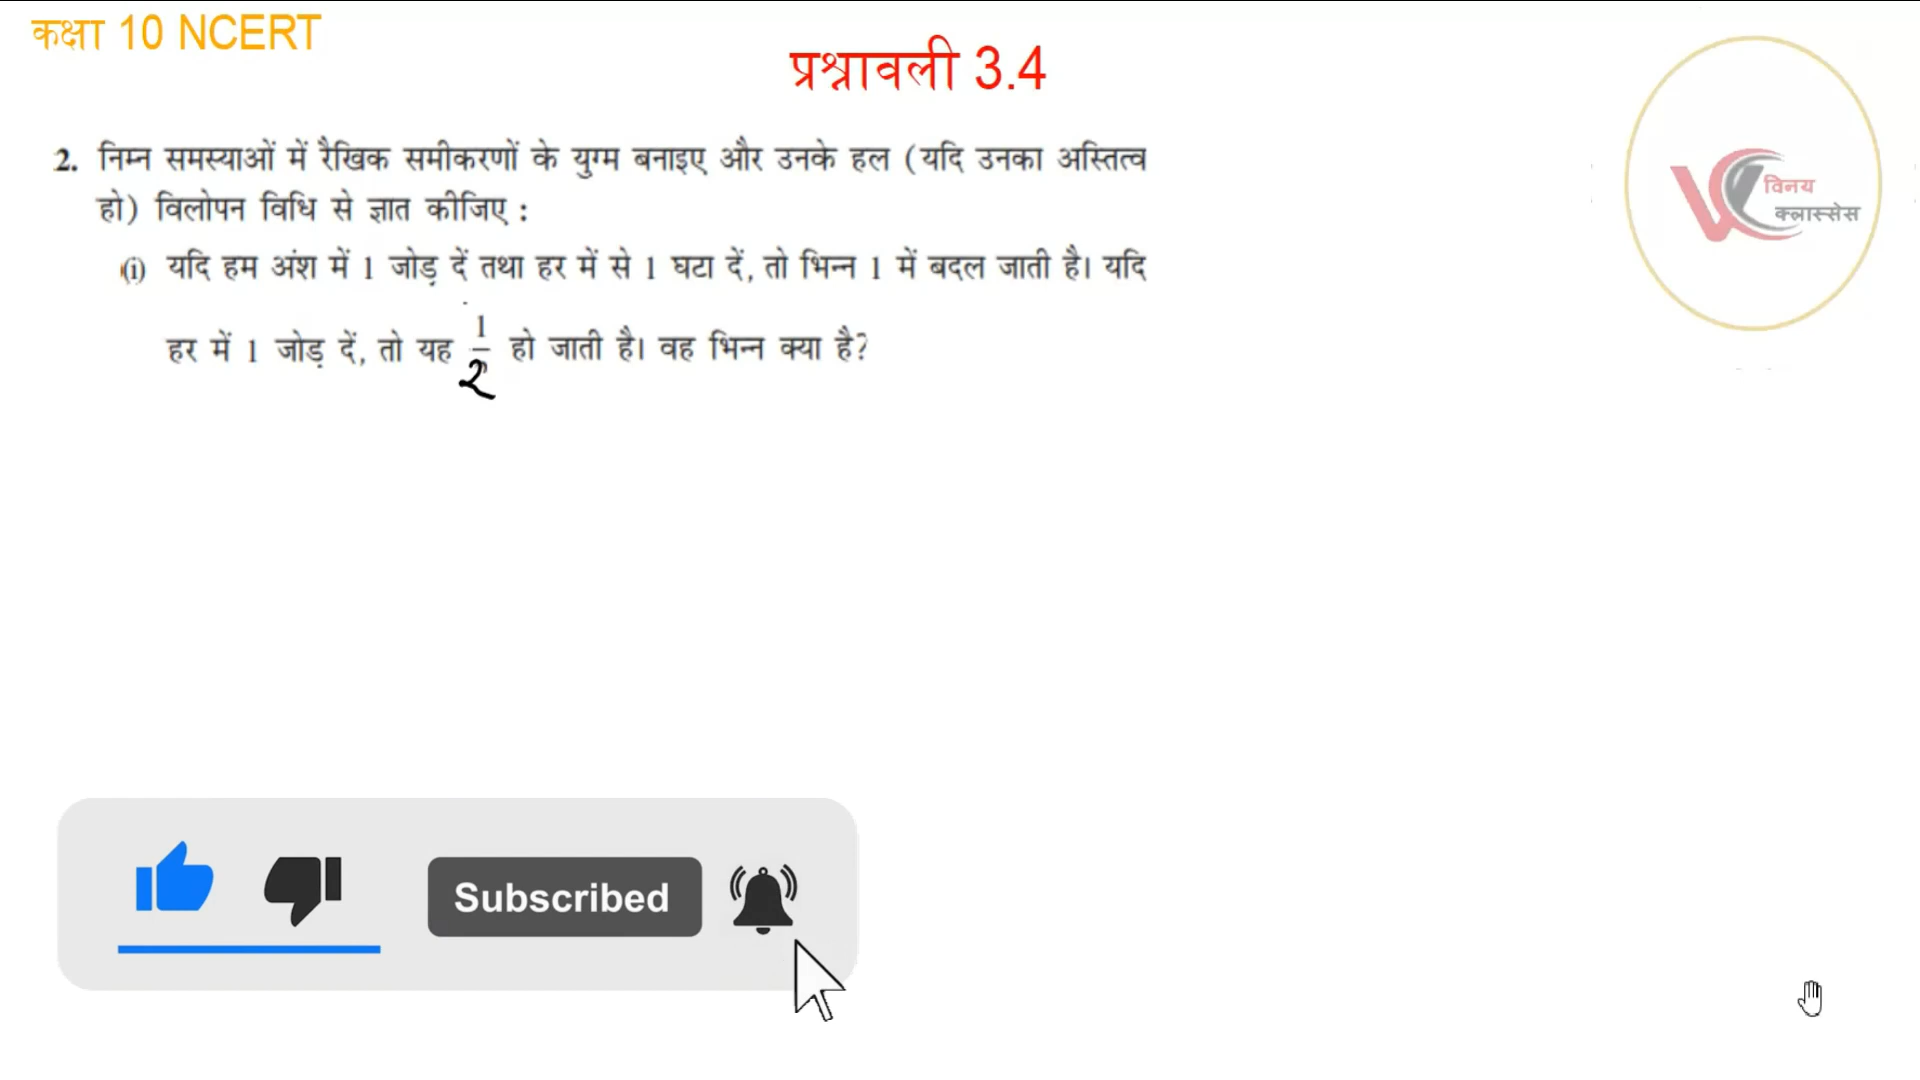 कक्षा 10 NCERT
प्रश्नावली 3.4
विनय
क्लास्सेस
2. निम्न समस्याओं में रैखिक समीकरणों के युग्म बनाइए और उनके हल (यदि उनका अस्तित्व
हो) विलोपन विधि से ज्ञात कीजिए :
(i) यदि हम अंश में 1 जोड़ दें तथा हर में से 1 घटा दें, तो भिन्न 1 में बदल जाती है। यदि
हर में 1 जोड़ दें, तो यह 1/2 हो जाती है। वह भिन्न क्या है?
Subscribed